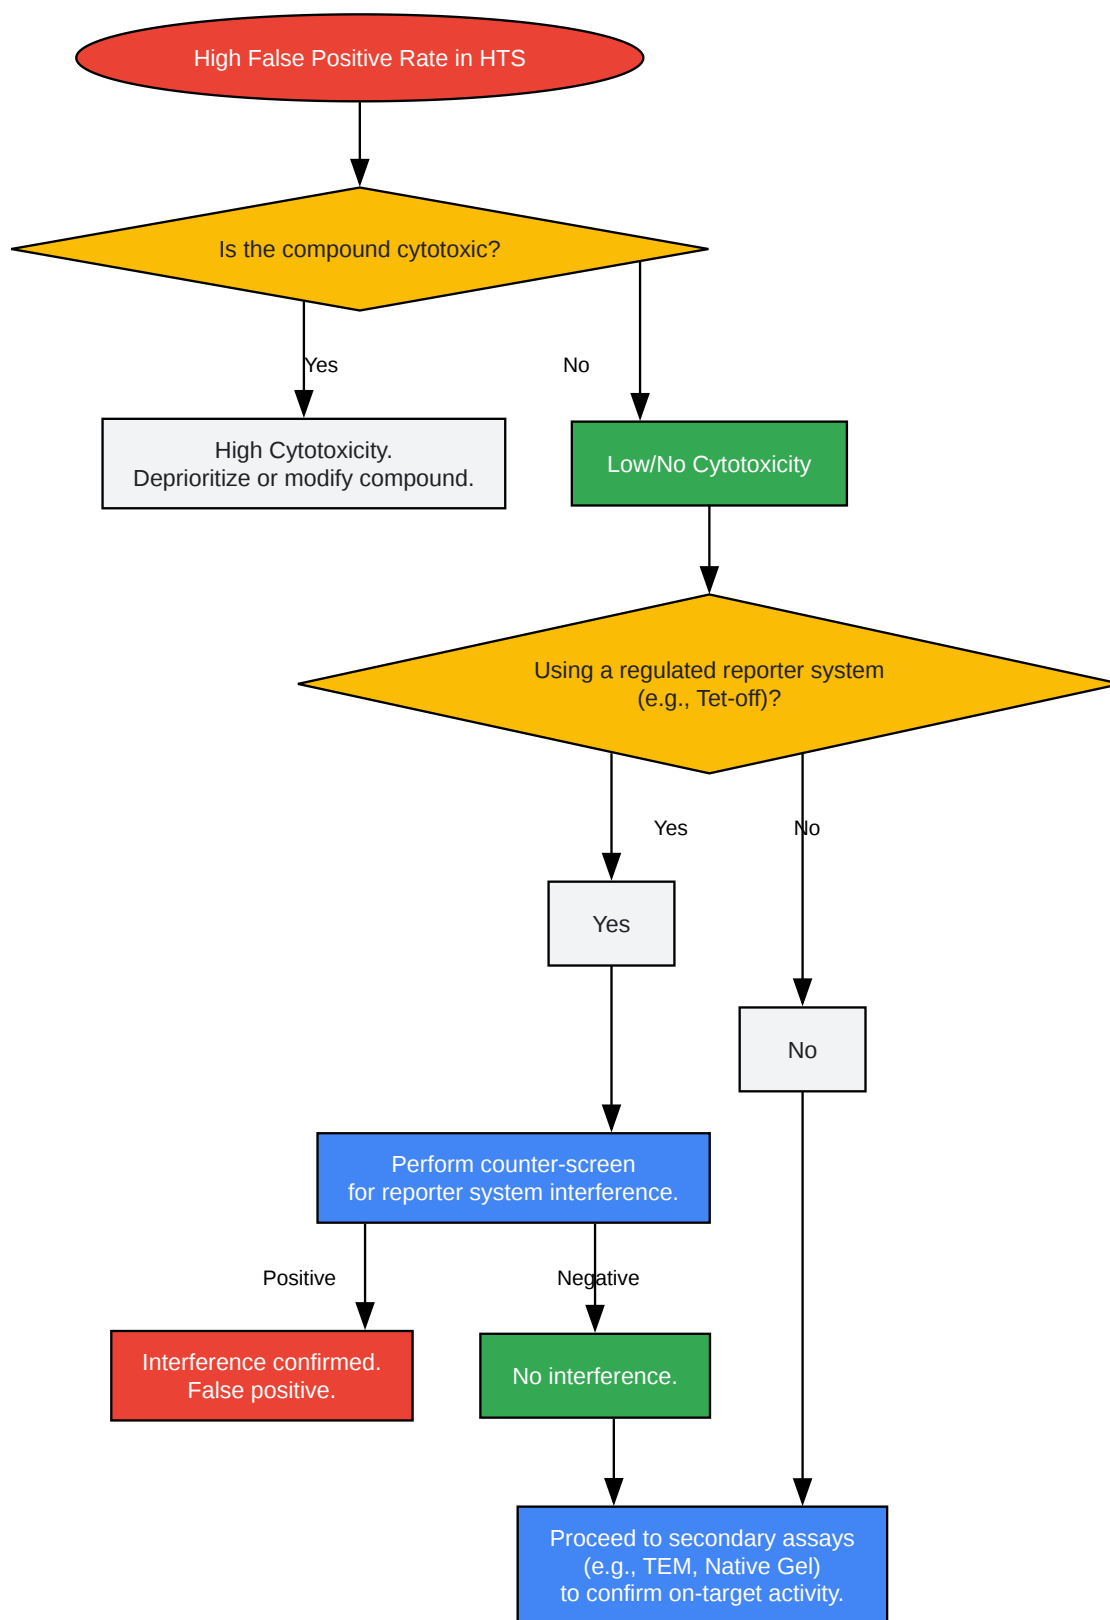 High False Positive Rate in HTS
Is the compound cytotoxic?
Yes
No
High Cytotoxicity.
Deprioritize or modify compound.
Low/No Cytotoxicity
Using a regulated reporter system
(e.g., Tet-off)?
Yes
No
Yes
No
Perform counter-screen
for reporter system interference.
Positive
Negative
Interference confirmed.
False positive.
No interference.
Proceed to secondary assays
(e.g., TEM, Native Gel)
to confirm on-target activity.